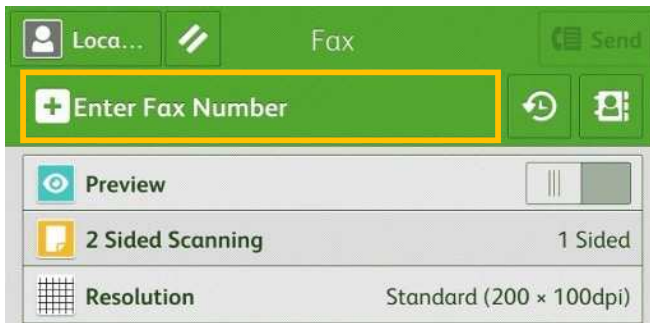 Loca... Fax Send
Enter Fax Number
Preview
2 Sided Scanning 1 Sided
Resolution Standard (200 × 100dpi)